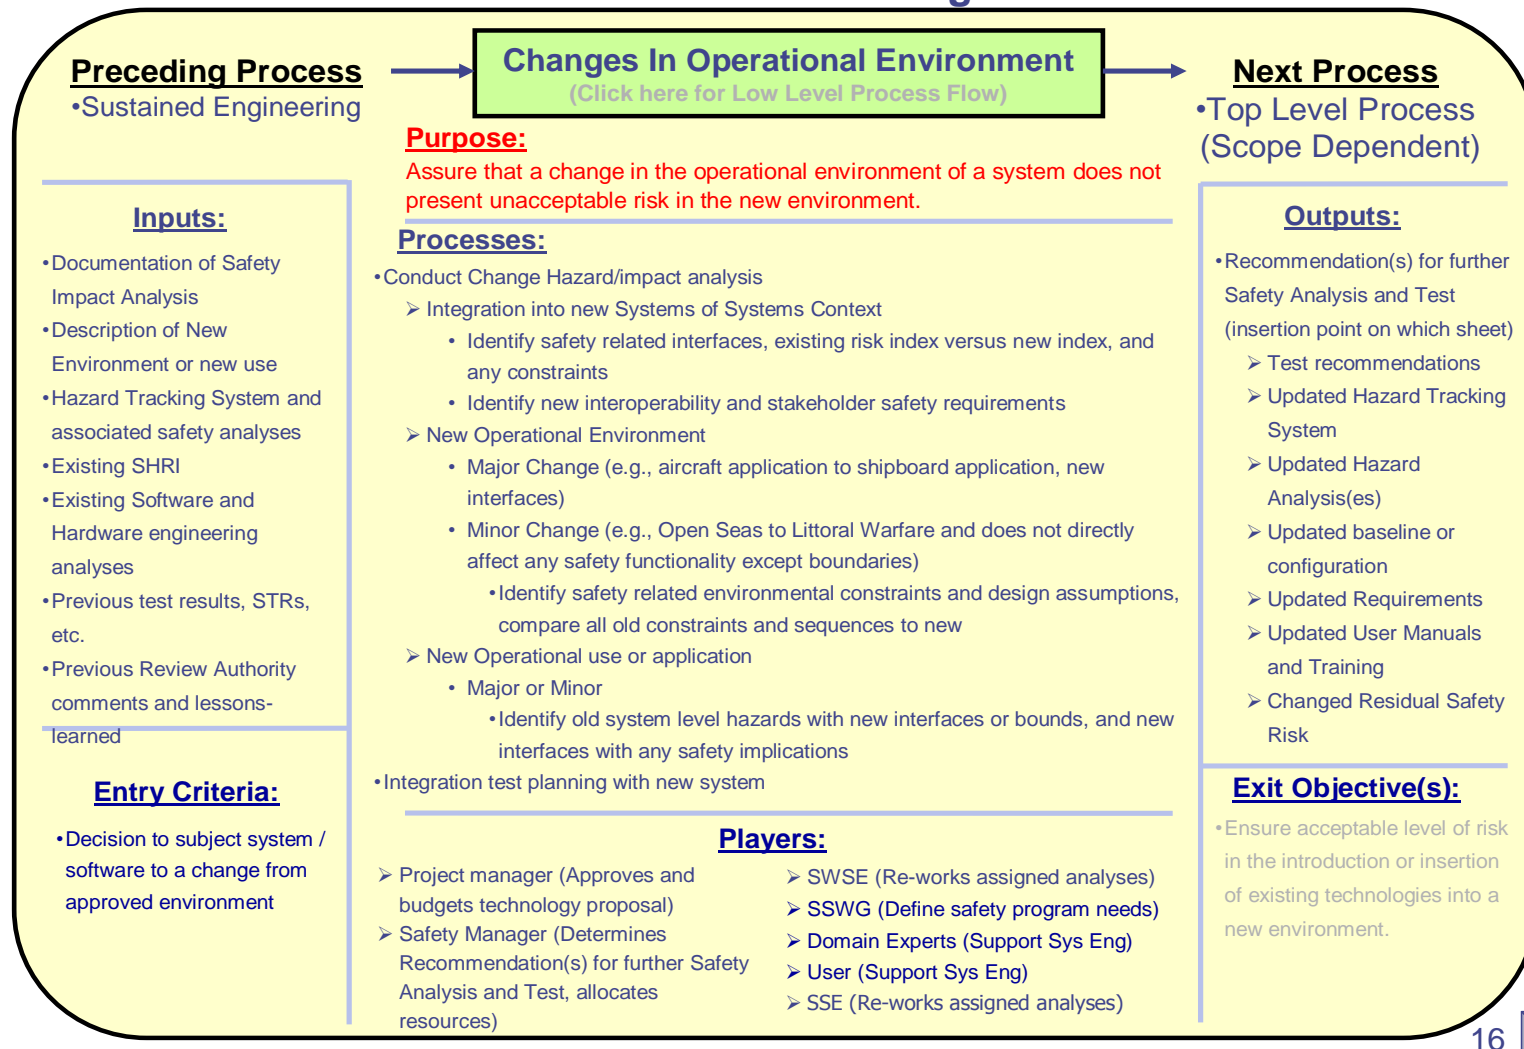 Preceding Process
•Sustained Engineering
Changes In Operational Environment
(Click here for Low Level Process Flow)
Next Process
•Top Level Process
(Scope Dependent)
Purpose:
Assure that a change in the operational environment of a system does not
present unacceptable risk in the new environment.
Inputs:
•Documentation of Safety
Impact Analysis
•Description of New
Environment or new use
•Hazard Tracking System and
associated safety analyses
•Existing SHRI
•Existing Software and
Hardware engineering
analyses
•Previous test results, STRs,
etc.
•Previous Review Authority
comments and lessons-
learned
Entry Criteria:
•Decision to subject system /
software to a change from
approved environment
Processes:
•Conduct Change Hazard/impact analysis
➢ Integration into new Systems of Systems Context
• Identify safety related interfaces, existing risk index versus new index, and
any constraints
• Identify new interoperability and stakeholder safety requirements
➢ New Operational Environment
• Major Change (e.g., aircraft application to shipboard application, new
interfaces)
• Minor Change (e.g., Open Seas to Littoral Warfare and does not directly
affect any safety functionality except boundaries)
•Identify safety related environmental constraints and design assumptions,
compare all old constraints and sequences to new
➢ New Operational use or application
• Major or Minor
•Identify old system level hazards with new interfaces or bounds, and new
interfaces with any safety implications
•Integration test planning with new system
Players:
➢ Project manager (Approves and
budgets technology proposal)
➢ Safety Manager (Determines
Recommendation(s) for further Safety
Analysis and Test, allocates
resources)
➢ SWSE (Re-works assigned analyses)
➢ SSWG (Define safety program needs)
➢ Domain Experts (Support Sys Eng)
➢ User (Support Sys Eng)
➢ SSE (Re-works assigned analyses)
Outputs:
•Recommendation(s) for further
Safety Analysis and Test
(insertion point on which sheet)
➢ Test recommendations
➢ Updated Hazard Tracking
System
➢ Updated Hazard
Analysis(es)
➢ Updated baseline or
configuration
➢ Updated Requirements
➢ Updated User Manuals
and Training
➢ Changed Residual Safety
Risk
Exit Objective(s):
•Ensure acceptable level of risk
in the introduction or insertion
of existing technologies into a
new environment.
16